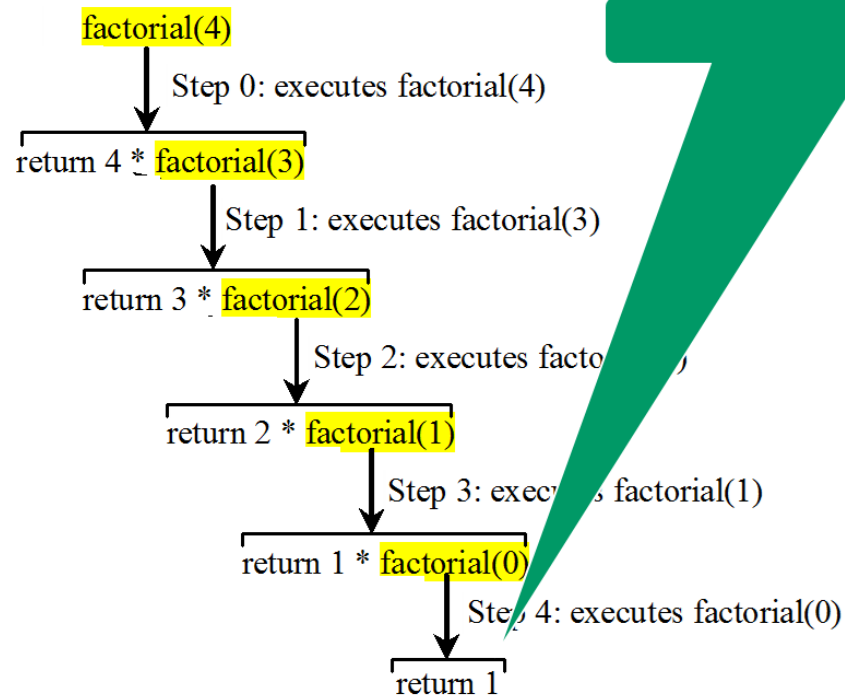 factorial(4)
Step 0: executes factorial(4)
return 4 * factorial(3)
Step 1: executes factorial(3)
return 3 * factorial(2)
Step 2: executes
return 2 * factorial(1)
Step 3: executes factorial(1)
return 1 * factorial(0)
Step 4: executes factorial(0)
return 1